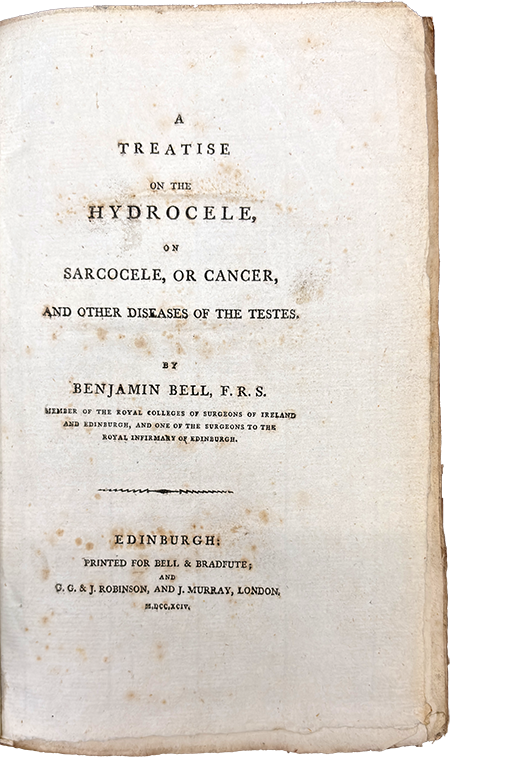 A
TREATISE
ON THE
HYDROCELE,
ON
SARCOCELE, OR CANCER,
AND OTHER DISEASES OF THE TESTES.
BY
BENJAMIN BELL, F. R. S.
MEMBER OF THE ROYAL COLLEGES OF SURGEONS OF IRELAND
AND EDINBURGH, AND ONE OF THE SURGEONS TO THE
ROYAL INFIRMARY OF EDINBURGH.
EDINBURGH:
PRINTED FOR BELL & BRADFUTE;
AND
G. G. & J. ROBINSON, AND J. MURRAY, LONDON.
M.DCC.XCIV.